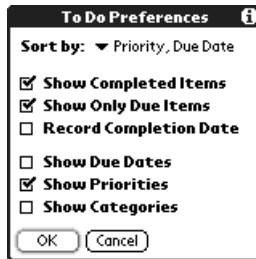 To Do Preferences
Sort by: Priority, Due Date
Show Completed Items
Show Only Due Items
Record Completion Date
Show Due Dates
Show Priorities
Show Categories
OK Cancel